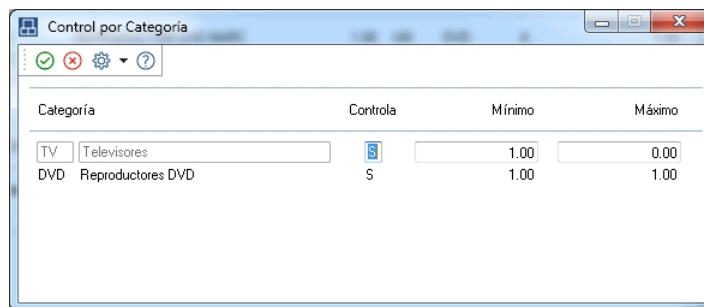 Control por Categoría
Categoría Controla Mínimo Máximo
TV Televisores S 1.00 0.00
DVD Reproductores DVD S 1.00 1.00